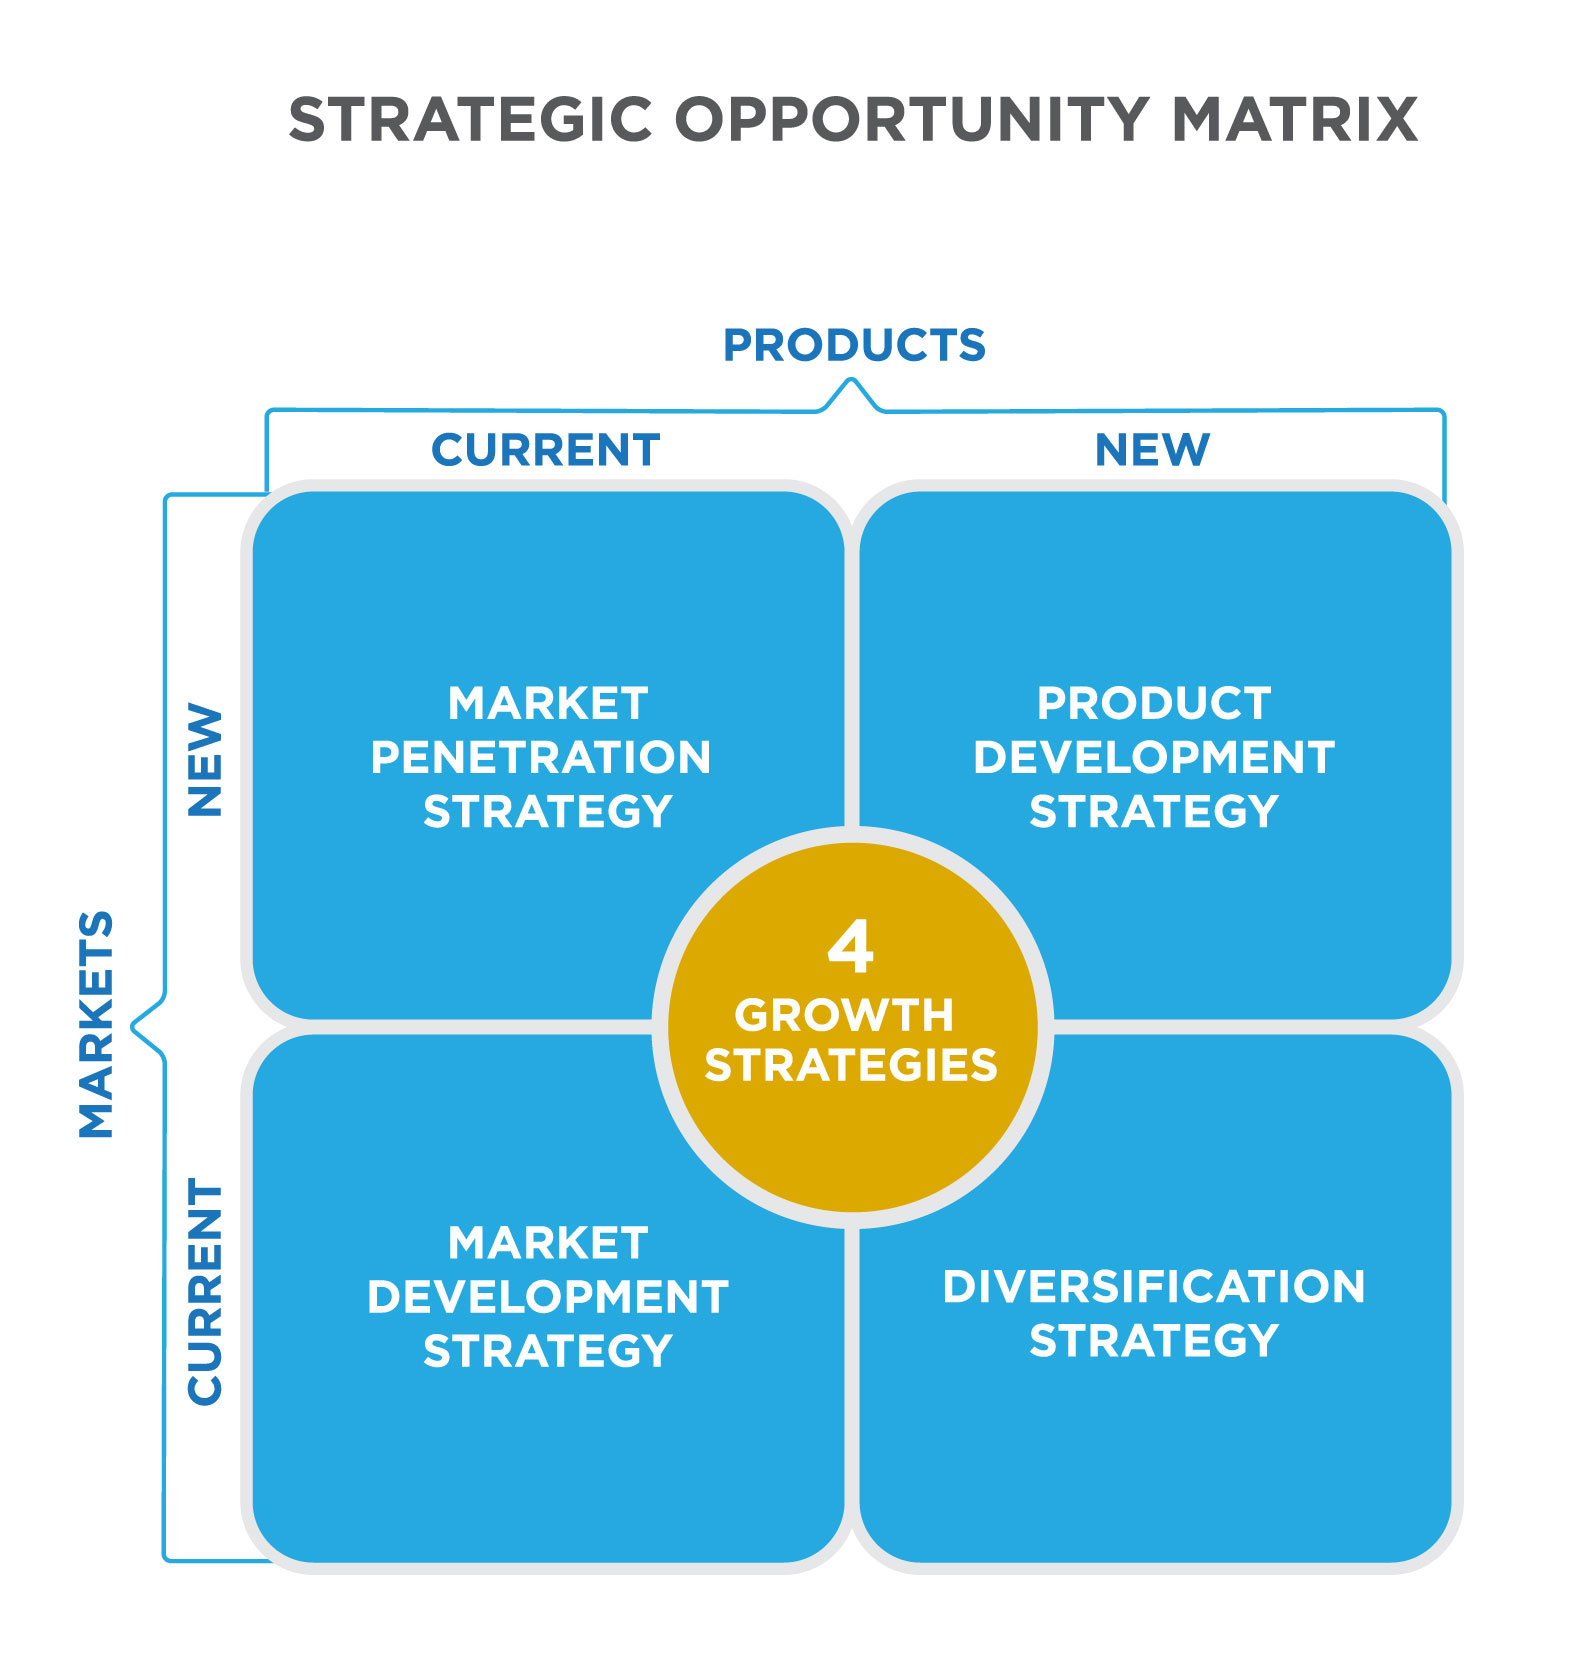 STRATEGIC OPPORTUNITY MATRIX
PRODUCTS
CURRENT
NEW
MARKETS
NEW
CURRENT
MARKET
PENETRATION
STRATEGY
PRODUCT
DEVELOPMENT
STRATEGY
4
GROWTH
STRATEGIES
MARKET
DEVELOPMENT
STRATEGY
DIVERSIFICATION
STRATEGY